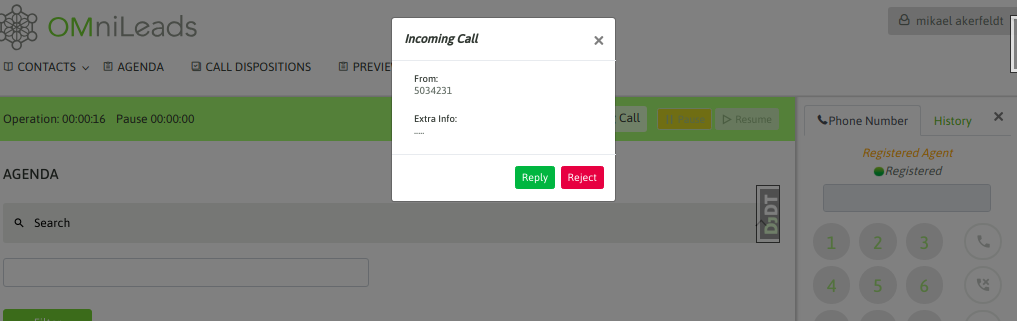 OMniLeads
mikael akerfeldt
CONTACTS
AGENDA
CALL DISPOSITIONS
PREVIE
Incoming Call
×
From:
5034231
Extra Info:
.....
Reply
Reject
Operation: 00:00:16 Pause 00:00:00
Call
Pause
Resume
Phone Number
History
×
Registered Agent
Registered
AGENDA
Search
DjDT
1 2 3
4 5 6